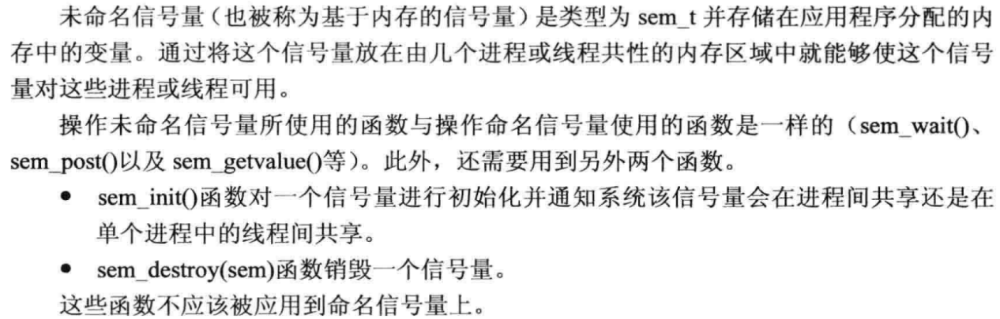 未命名信号量（也被称为基于内存的信号量）是类型为 sem_t 并存储在应用程序分配的内
存中的变量。通过将这个信号量放在由几个进程或线程共性的内存区域中就能够使这个信号
量对这些进程或线程可用。
操作未命名信号量所使用的函数与操作命名信号量使用的函数是一样的（sem_wait()、
sem_post()以及 sem_getvalue()等）。此外，还需要用到另外两个函数。
● sem_init()函数对一个信号量进行初始化并通知系统该信号量会在进程间共享还是在
单个进程中的线程间共享。
● sem_destroy(sem)函数销毁一个信号量。
这些函数不应该被应用到命名信号量上。